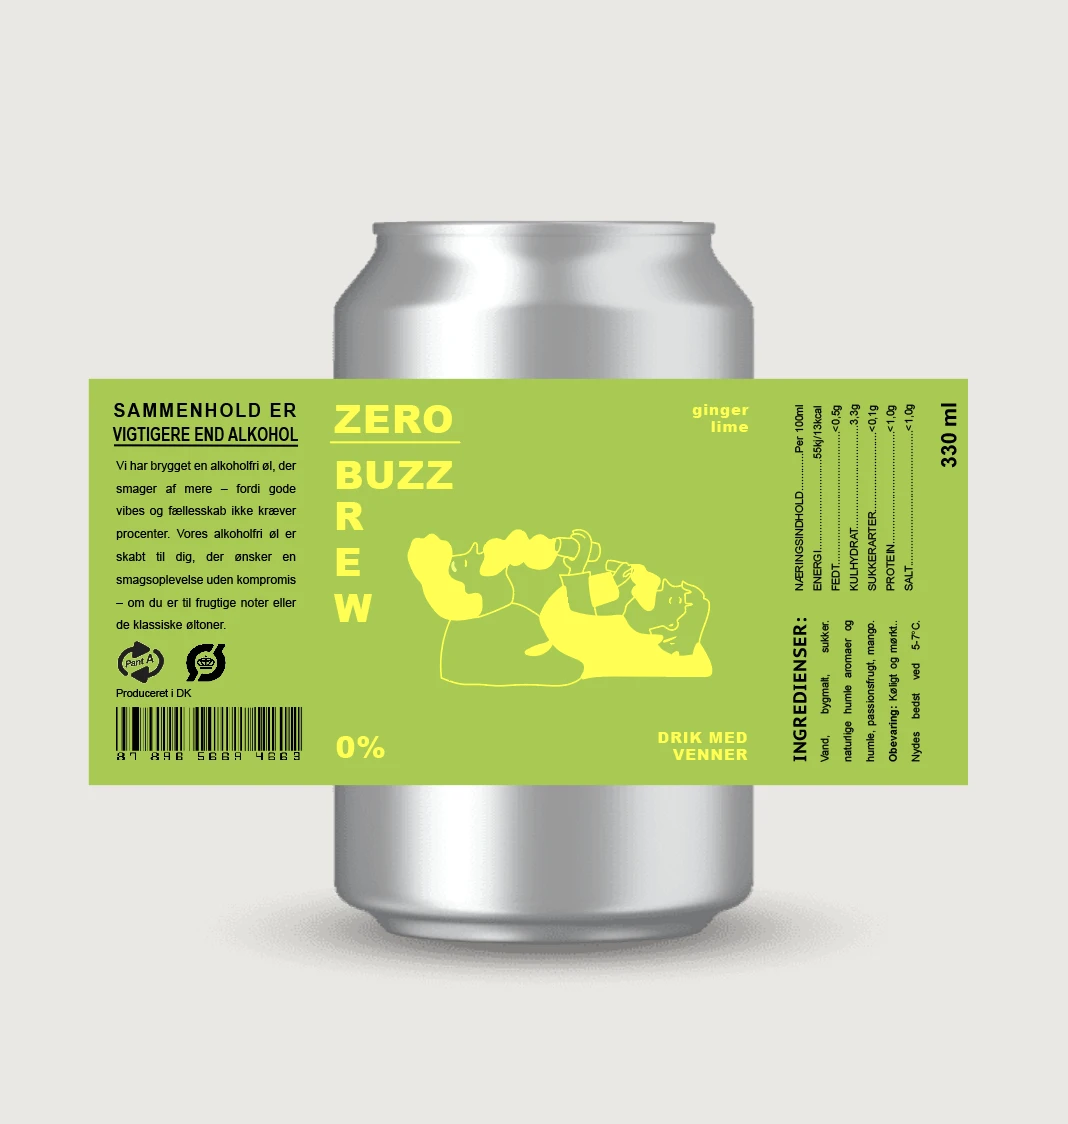 SAMMENHOLD ER
VIGTIGERE END ALKOHOL
Vi har brygget en alkoholfri øl, der
smager af mere – fordi gode
vibes og fællesskab ikke kræver
procenter. Vores alkoholfri øl er
skabt til dig, der ønsker en
smagsoplevelse uden kompromis
– om du er til frugtige noter eller
de klassiske øltoner.
Pant A
Ø
Produceret i DK
87 896 5669 4663
ZERO
BUZZ
R
E
W
0%
ginger
lime
DRIK MED
VENNER
NÆRINGSINDHOLD..........Per 100ml
ENERGI..........55kj/13kcal
FEDT..........<0,5g
KULHYDRAT..........3,3g
SUKKERARTER..........<0,1g
PROTEIN..........<1,0g
SALT..........<1,0g
INGREDIENSER:
Vand, bygmalt, sukker.
naturlige humle aromaer og
humle, passionsfrugt, mango.
Obevaring: Køligt og mørkt..
Nydes bedst ved 5-7°C.
330 ml